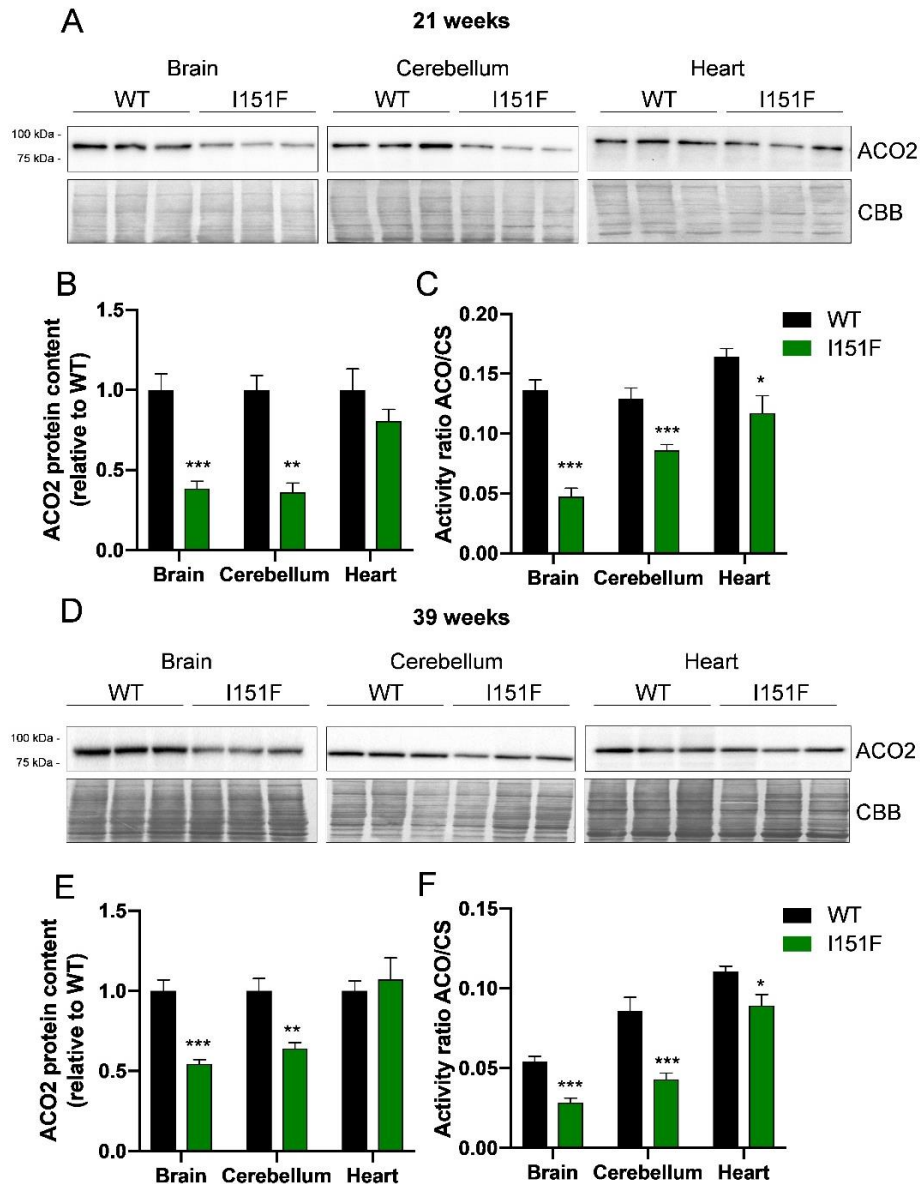 A
21 weeks
Brain
Cerebellum
Heart
WT
I151F
WT
I151F
WT
I151F
100 kDa -
75 kDa -
ACO2
CBB
B
ACO2 protein content
(relative to WT)
1.5
1.0
0.5
0.0
***
**
Brain
Cerebellum
Heart
C
Activity ratio ACO/CS
0.20
0.15
0.10
0.05
0.00
***
***
*
Brain
Cerebellum
Heart
WT
I151F
D
39 weeks
Brain
Cerebellum
Heart
WT
I151F
WT
I151F
WT
I151F
100 kDa -
75 kDa -
ACO2
CBB
E
ACO2 protein content
(relative to WT)
1.5
1.0
0.5
0.0
***
**
Brain
Cerebellum
Heart
F
Activity ratio ACO/CS
0.15
0.10
0.05
0.00
***
***
*
Brain
Cerebellum
Heart
WT
I151F